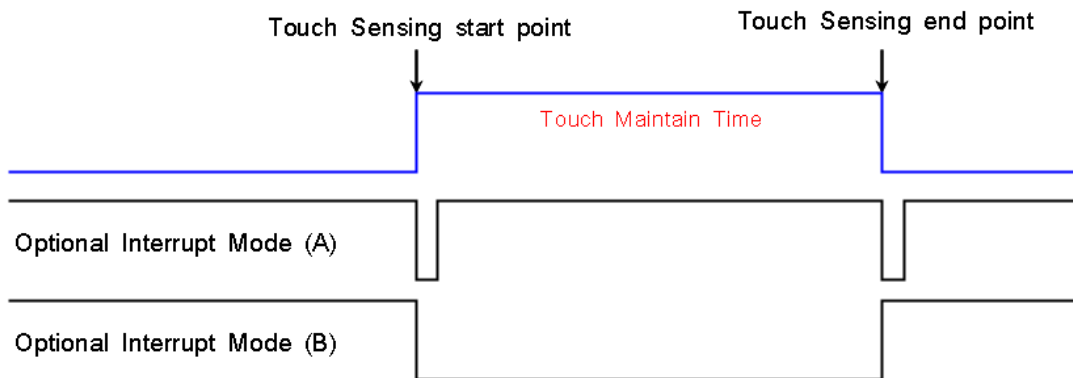 Touch Sensing start point
Touch Sensing end point
Touch Maintain Time
Optional Interrupt Mode (A)
Optional Interrupt Mode (B)